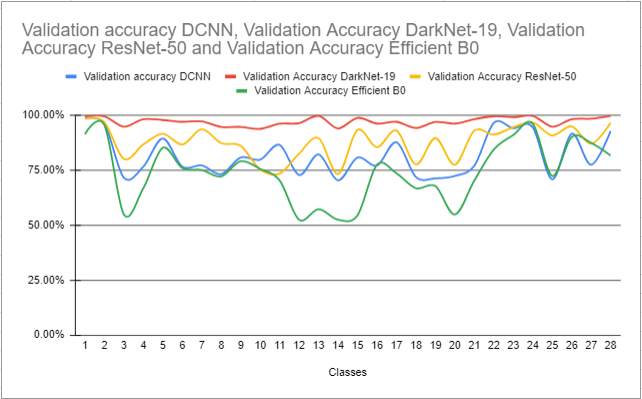 Validation accuracy DCNN, Validation Accuracy DarkNet-19, Validation
Accuracy ResNet-50 and Validation Accuracy Efficient B0
Validation accuracy DCNN Validation Accuracy DarkNet-19 Validation Accuracy ResNet-50
Validation Accuracy Efficient B0
100.00%
75.00%
50.00%
25.00%
0.00%
1 2 3 4 5 6 7 8 9 10 11 12 13 14 15 16 17 18 19 20 21 22 23 24 25 26 27 28
Classes